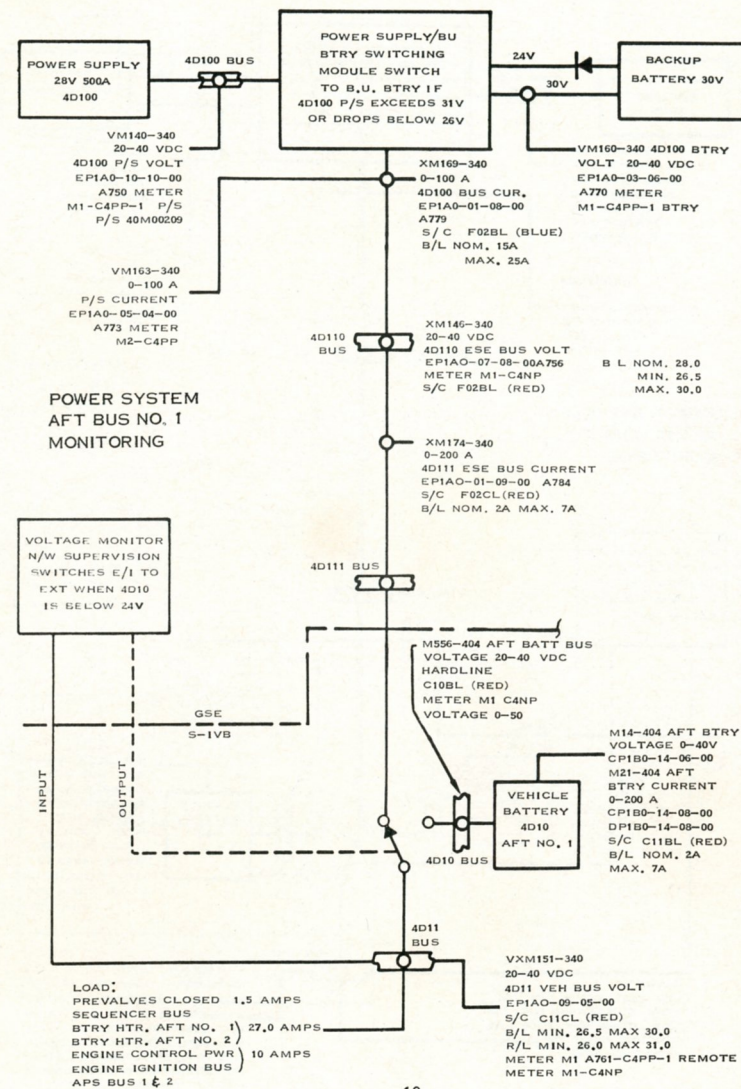 POWER SUPPLY
28V 500A
4D100
4D100 BUS
POWER SUPPLY/BU
BTRY SWITCHING
MODULE SWITCH
TO B.U. BTRY IF
4D100 P/S EXCEEDS 31V
OR DROPS BELOW 26V
24V
30V
BACKUP
BATTERY 30V
VM140-340
20-40 VDC
4D100 P/S VOLT
EP1A0-10-10-00
A750 METER
M1-C4PP-1 P/S
P/S 40M00209
XM169-340
0-100 A
4D100 BUS CUR.
EP1A0-01-08-00
A779
S/C F02BL (BLUE)
B/L NOM. 15A
MAX. 25A
VM160-340 4D100 BTRY
VOLT 20-40 VDC
EP1A0-03-06-00
A770 METER
M1-C4PP-1 BTRY
VM163-340
0-100 A
P/S CURRENT
EP1A0-05-04-00
A773 METER
M2-C4PP
4D110
BUS
XM146-340
20-40 VDC
4D110 ESE BUS VOLT
EP1AO-07-08-00A756
METER M1-C4NP
S/C F02BL (RED)
B L NOM. 28.0
MIN. 26.5
MAX. 30.0
POWER SYSTEM
AFT BUS NO. 1
MONITORING
XM174-340
0-200 A
4D111 ESE BUS CURRENT
EP1AO-01-09-00 A784
S/C F02CL(RED)
B/L NOM. 2A MAX. 7A
VOLTAGE MONITOR
N/W SUPERVISION
SWITCHES E/I TO
EXT WHEN 4D10
IS BELOW 24V
4D111 BUS
M556-404 AFT BATT BUS
VOLTAGE 20-40 VDC
HARDLINE
C10BL (RED)
METER M1 C4NP
VOLTAGE 0-50
GSE
S-IVB
INPUT
OUTPUT
VEHICLE
BATTERY
4D10
AFT NO. 1
4D10 BUS
M14-404 AFT BTRY
VOLTAGE 0-40V
CP1B0-14-06-00
M21-404 AFT
BTRY CURRENT
0-200 A
CP1B0-14-08-00
DP1B0-14-08-00
S/C C11BL (RED)
B/L NOM. 2A
MAX. 7A
4D11
BUS
LOAD:
PREVALVES CLOSED 1.5 AMPS
SEQUENCER BUS
BTRY HTR. AFT NO. 1) 27.0 AMPS
BTRY HTR. AFT NO. 2)
ENGINE CONTROL PWR) 10 AMPS
ENGINE IGNITION BUS)
APS BUS 1 & 2
VXM151-340
20-40 VDC
4D11 VEH BUS VOLT
EP1AO-09-05-00
S/C C11CL (RED)
B/L MIN. 26.5 MAX 30.0
R/L MIN. 26.0 MAX 31.0
METER M1 A761-C4PP-1 REMOTE
METER M1-C4NP